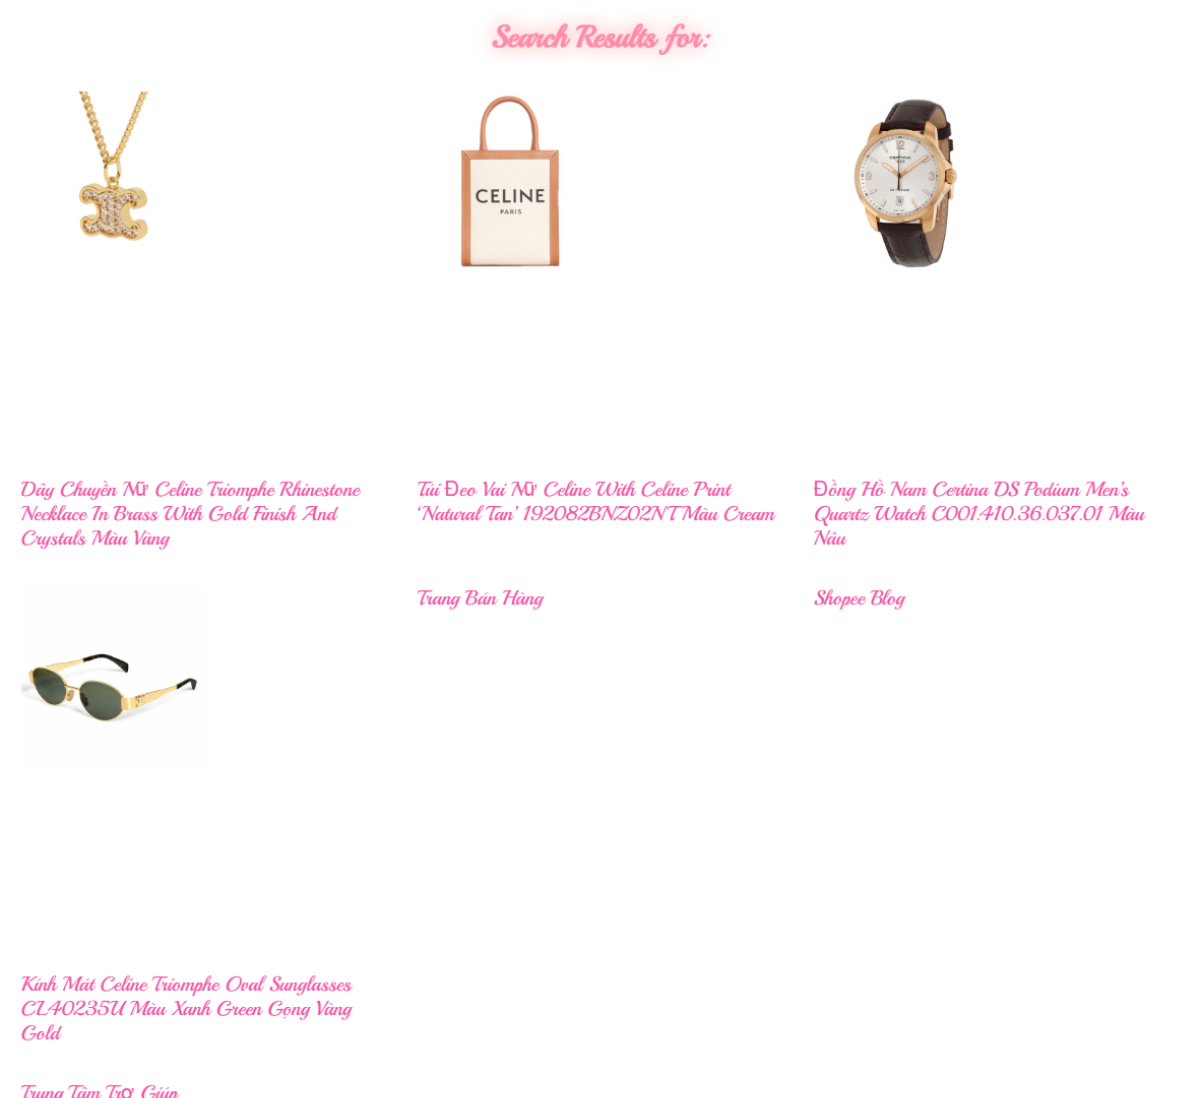 Search Results for:
CELINE
PARIS
CERTINA
Dây Chuyền Nữ Celine Triomphe Rhinestone
Necklace In Brass With Gold Finish And
Crystals Màu Vàng
Túi Đeo Vai Nữ Celine With Celine Print
‘Natural Tan’ 192082BNZ02NT Màu Cream
Đồng Hồ Nam Certina DS Podium Men’s
Quartz Watch C001.410.36.037.01 Màu
Nâu
Trang Bán Hàng
Shopee Blog
Kính Mát Celine Triomphe Oval Sunglasses
CL40235U Màu Xanh Green Gọng Vàng
Gold
Trung Tâm Trợ Giúp